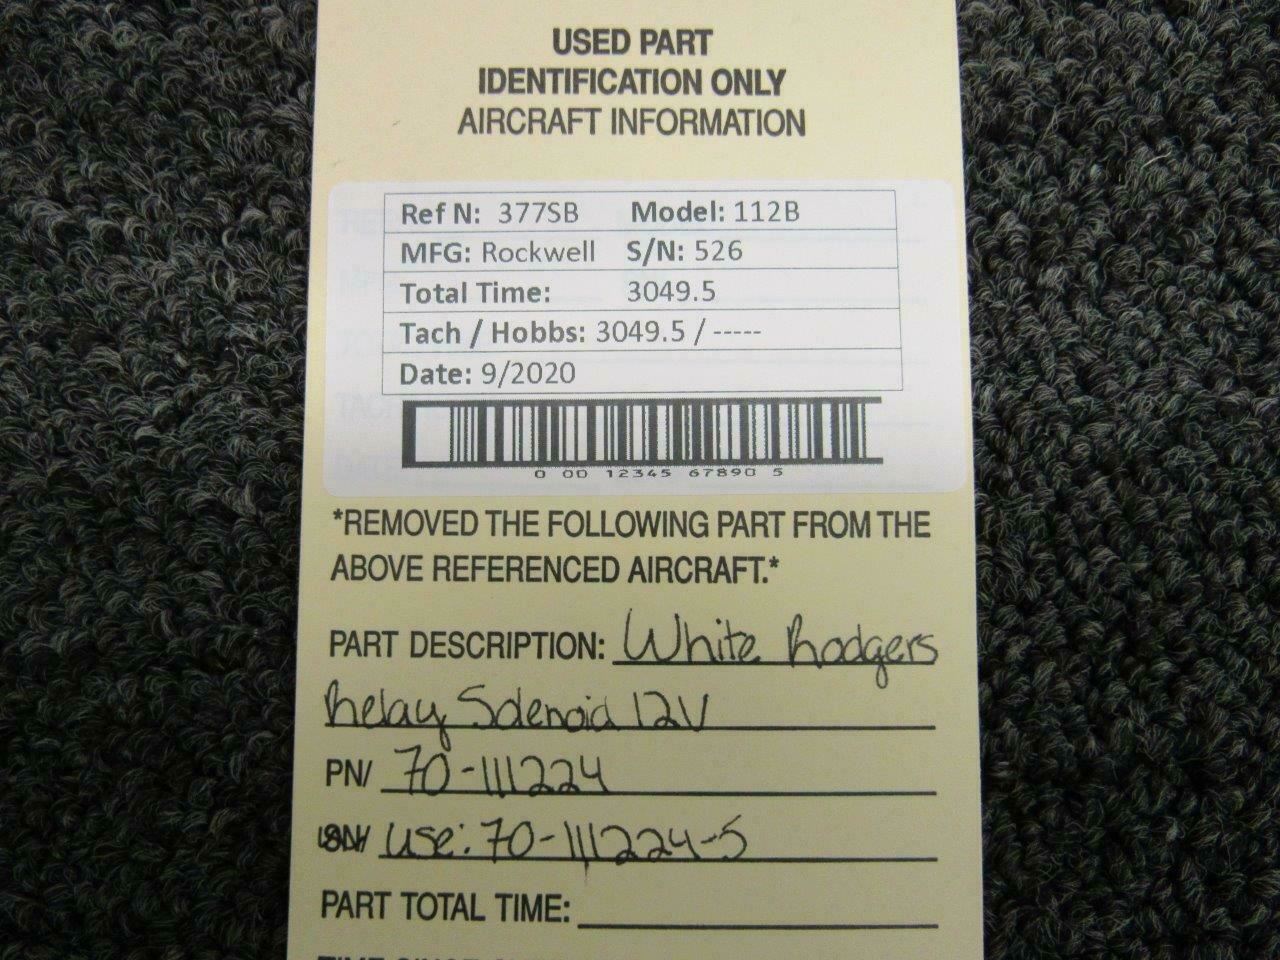 USED PART
IDENTIFICATION ONLY
AIRCRAFT INFORMATION
Ref N: 377SB Model: 112B
MFG: Rockwell S/N: 526
Total Time: 3049.5
Tach / Hobbs: 3049.5 / -----
Date: 9/2020
0 00 12345 67890 5
*REMOVED THE FOLLOWING PART FROM THE
ABOVE REFERENCED AIRCRAFT.*
PART DESCRIPTION: White Rodgers
Relay Solenoid 12V
PN/ 70-111224
SN/ use: 70-111224-5
PART TOTAL TIME: